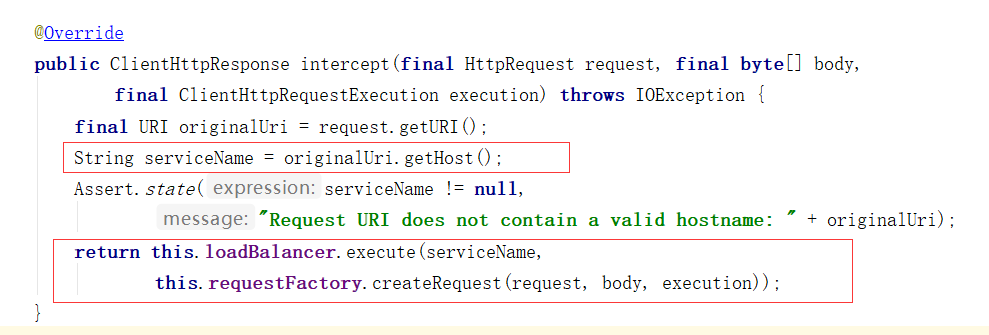 @Override
public ClientHttpResponse intercept(final HttpRequest request, final byte[] body,
final ClientHttpRequestExecution execution) throws IOException {
final URI originalUri = request.getURI();
String serviceName = originalUri.getHost();
Assert.state( expression: serviceName != null,
message: "Request URI does not contain a valid hostname: " + originalUri);
return this.loadBalancer.execute(serviceName,
this.requestFactory.createRequest(request, body, execution));
}